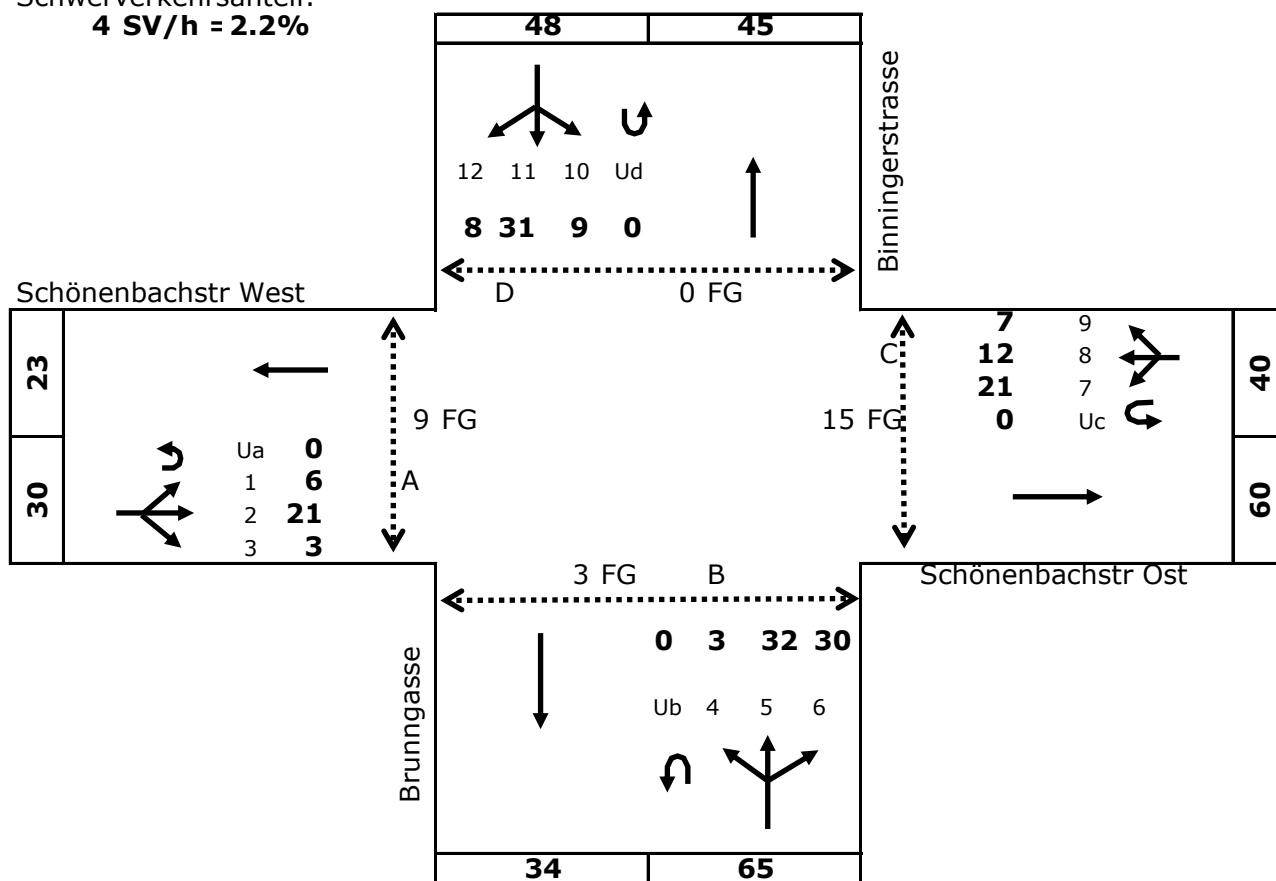 Schwerverkehrsanteil:
4 SV/h = 2.2%
48 45
Binningerstrasse
12 11 10 Ud
8 31 9 0
D 0 FG
Schönenbachstr West
23
30
9 FG
A
Ua 0
1 6
2 21
3 3
C
15 FG
7 9
12 8
21 7
0 Uc
40
60
Schönenbachstr Ost
3 FG B
0 3 32 30
Ub 4 5 6
Brunngasse
34 65